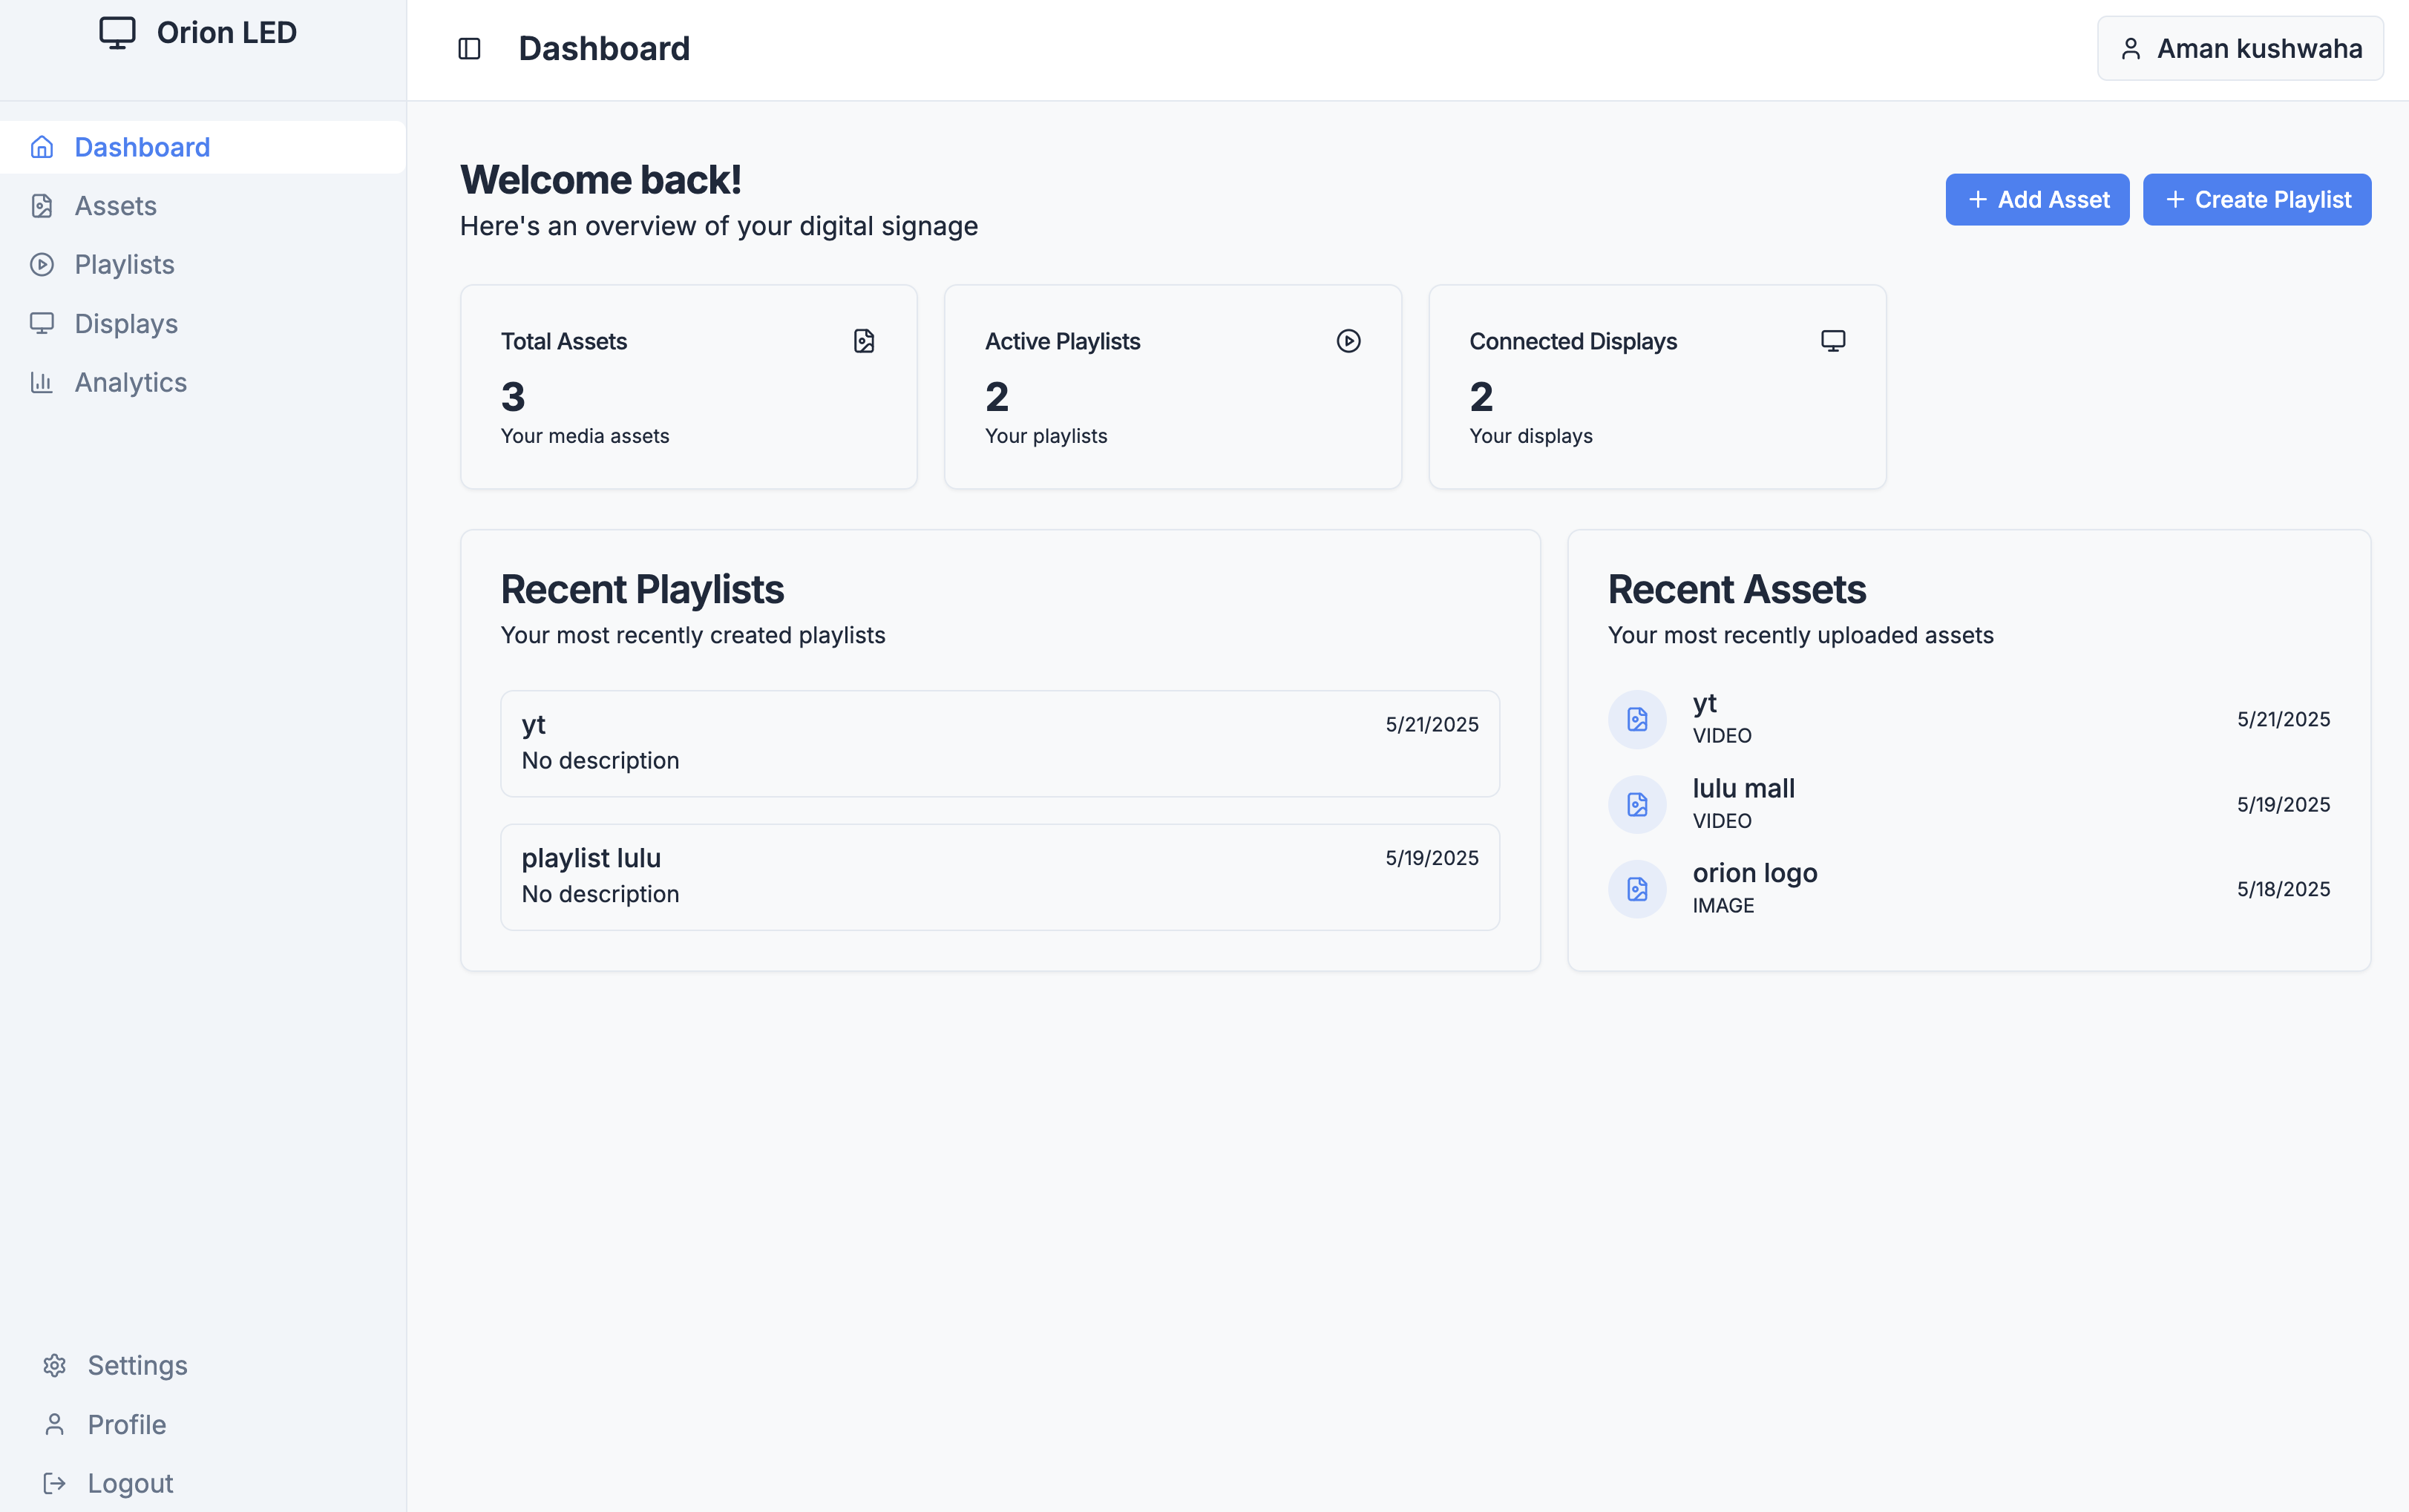 Orion LED
Dashboard
Aman kushwaha
Dashboard
Assets
Playlists
Displays
Analytics
Settings
Profile
Logout
Welcome back!
Here's an overview of your digital signage
Add Asset
Create Playlist
Total Assets
3
Your media assets
Active Playlists
2
Your playlists
Connected Displays
2
Your displays
Recent Playlists
Your most recently created playlists
yt 5/21/2025
No description
playlist lulu 5/19/2025
No description
Recent Assets
Your most recently uploaded assets
yt
VIDEO
5/21/2025
lulu mall
VIDEO
5/19/2025
orion logo
IMAGE
5/18/2025